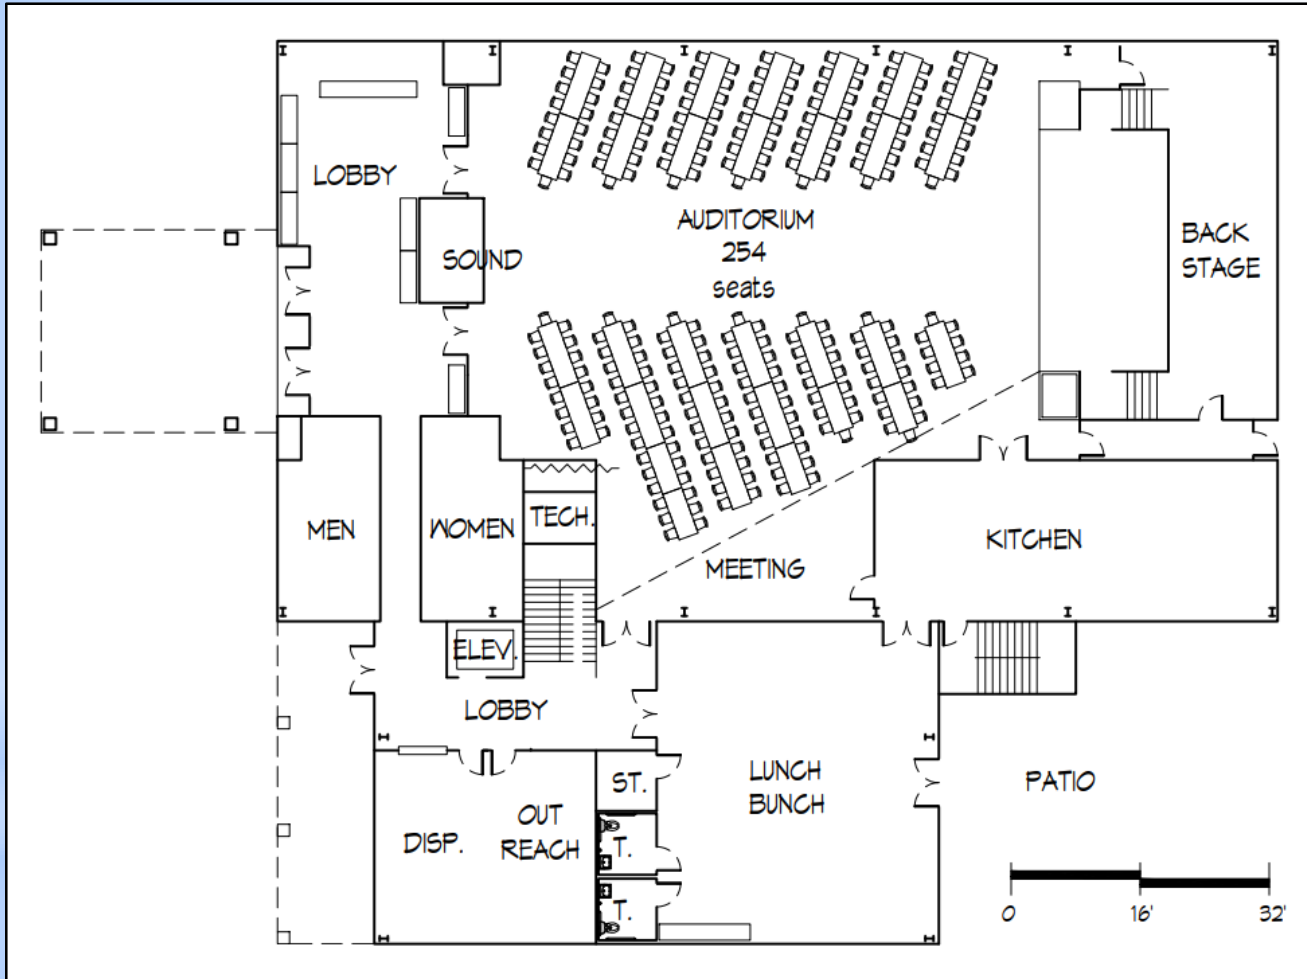 LOBBY
AUDITORIUM
254
seats
SOUND
BACK
STAGE
MEN
WOMEN
TECH.
KITCHEN
MEETING
ELEV.
LOBBY
LUNCH
BUNCH
ST.
PATIO
DISP.
OUT
REACH
T.
T.
0 16' 32'